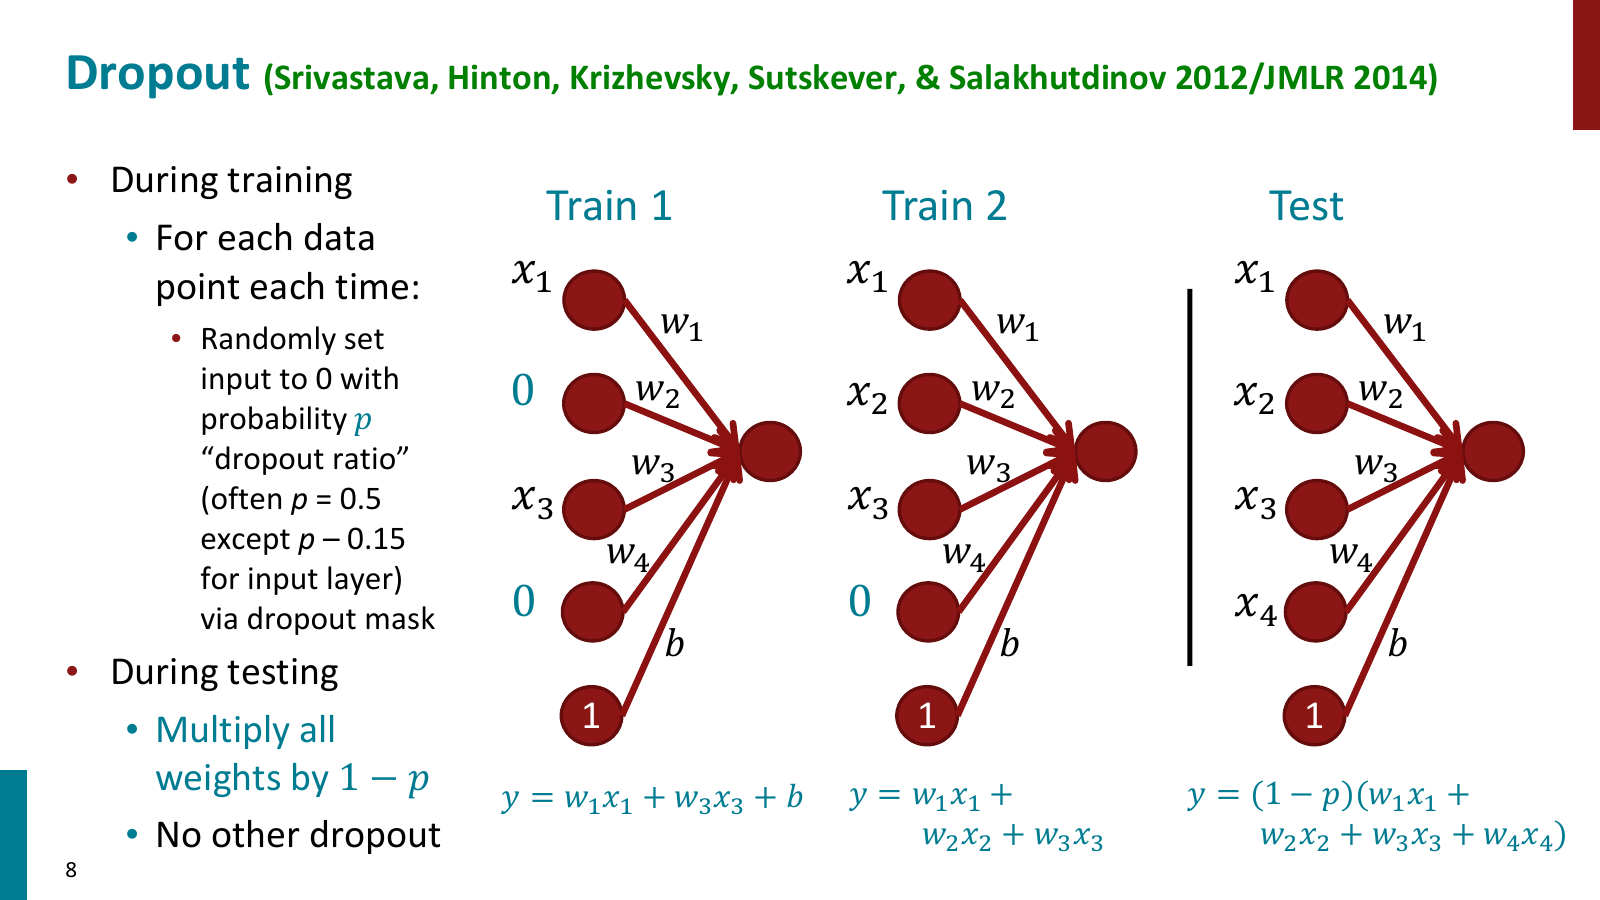 Dropout (Srivastava, Hinton, Krizhevsky, Sutskever, & Salakhutdinov 2012/JMLR 2014)
• During training
• For each data
point each time:
• Randomly set
input to 0 with
probability p
“dropout ratio”
(often p = 0.5
except p – 0.15
for input layer)
via dropout mask
• During testing
• Multiply all
weights by 1 − p
• No other dropout
Train 1
x₁
w₁
0
w₂
x₃
w₃
0
w₄
1
b
y = w₁x₁ + w₃x₃ + b
Train 2
x₁
w₁
x₂
w₂
x₃
w₃
0
w₄
1
b
y = w₁x₁ +
w₂x₂ + w₃x₃
Test
x₁
w₁
x₂
w₂
x₃
w₃
x₄
w₄
1
b
y = (1 − p)(w₁x₁ +
w₂x₂ + w₃x₃ + w₄x₄)
8